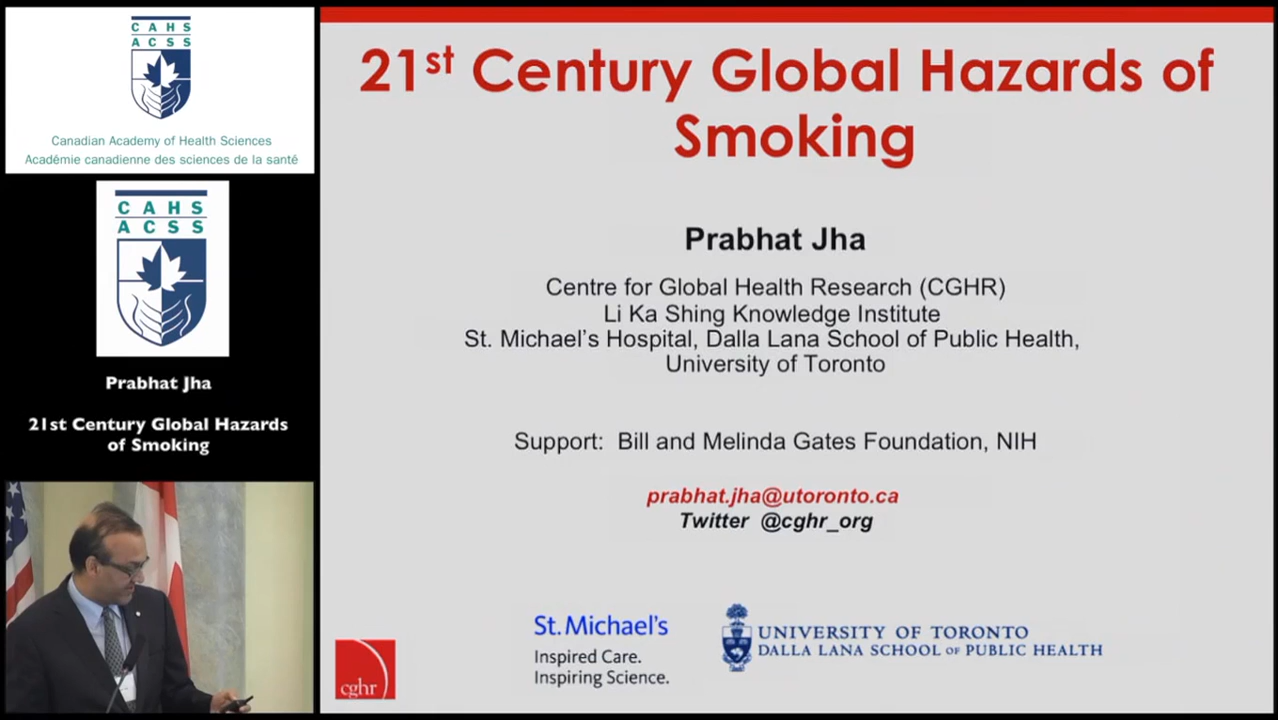 CAHS
ACSS
Canadian Academy of Health Sciences
Académie canadienne des sciences de la santé
CAHS
ACSS
Prabhat Jha
21st Century Global Hazards
of Smoking
21st Century Global Hazards of
Smoking
Prabhat Jha
Centre for Global Health Research (CGHR)
Li Ka Shing Knowledge Institute
St. Michael's Hospital, Dalla Lana School of Public Health,
University of Toronto
Support: Bill and Melinda Gates Foundation, NIH
prabhat.jha@utoronto.ca
Twitter @cghr_org
cghr
St. Michael's
Inspired Care.
Inspiring Science.
UNIVERSITY OF TORONTO
DALLA LANA SCHOOL OF PUBLIC HEALTH